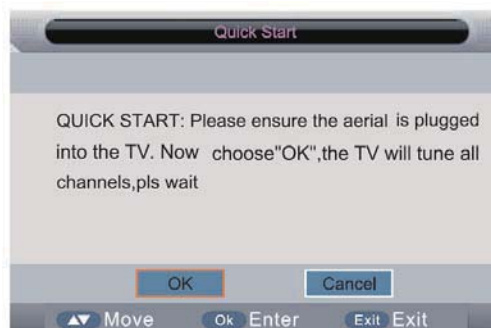 Quick Start
QUICK START: Please ensure the aerial is plugged
into the TV. Now choose"OK",the TV will tune all
channels,pls wait
OK Cancel
Move Ok Enter Exit Exit